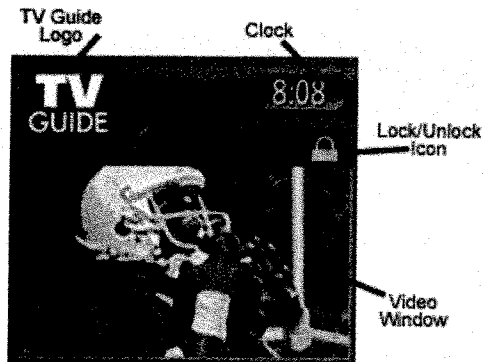 TV Guide
Logo
Clock
TV
GUIDE
8:08
Lock/Unlock
Icon
Video
Window